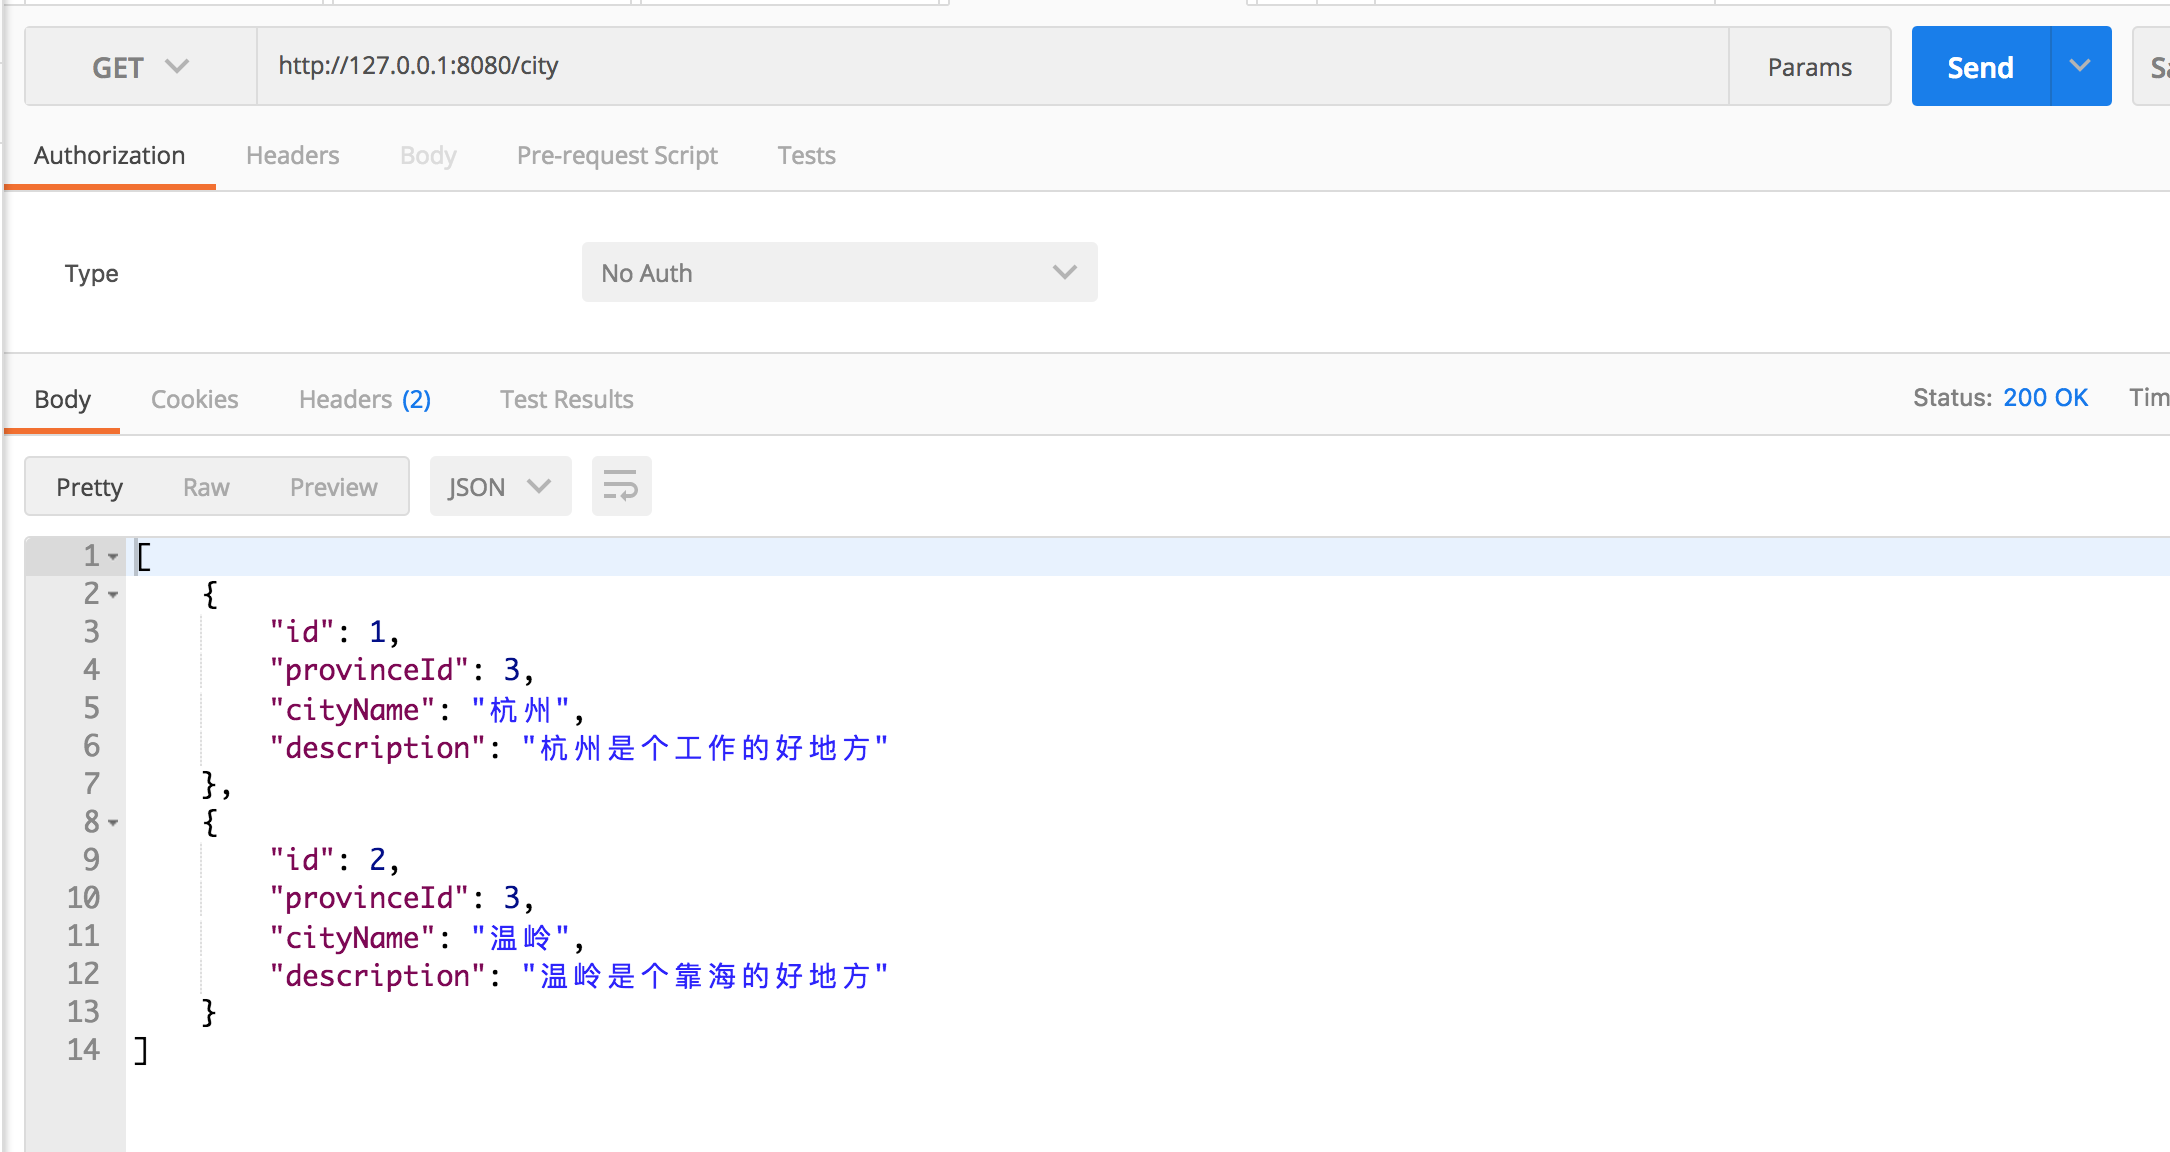 GET http://127.0.0.1:8080/city Params Send
Authorization Headers Body Pre-request Script Tests
Type No Auth
Body Cookies Headers (2) Test Results Status: 200 OK
Pretty Raw Preview JSON
1 [
2 {
3 "id": 1,
4 "provinceId": 3,
5 "cityName": "杭州",
6 "description": "杭州是个工作的好地方"
7 },
8 {
9 "id": 2,
10 "provinceId": 3,
11 "cityName": "温岭",
12 "description": "温岭是个靠海的好地方"
13 }
14 ]